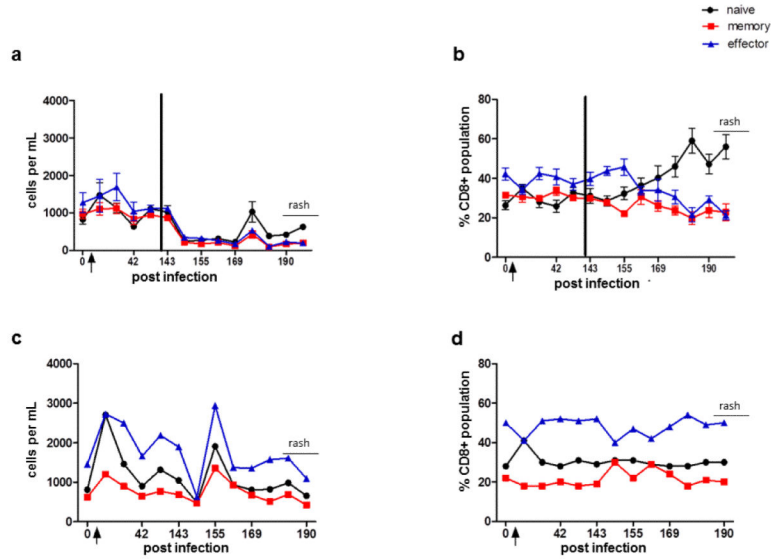 naive
memory
effector
a
b
4000
3000
2000
1000
0
cells per mL
rash
0
42
143
155
169
190
post infection
80
60
40
20
0
% CD8+ population
rash
0
42
143
155
169
190
post infection
c
d
4000
3000
2000
1000
0
cells per mL
rash
0
42
143
155
169
190
post infection
80
60
40
20
0
% CD8+ population
rash
0
42
143
155
169
190
post infection